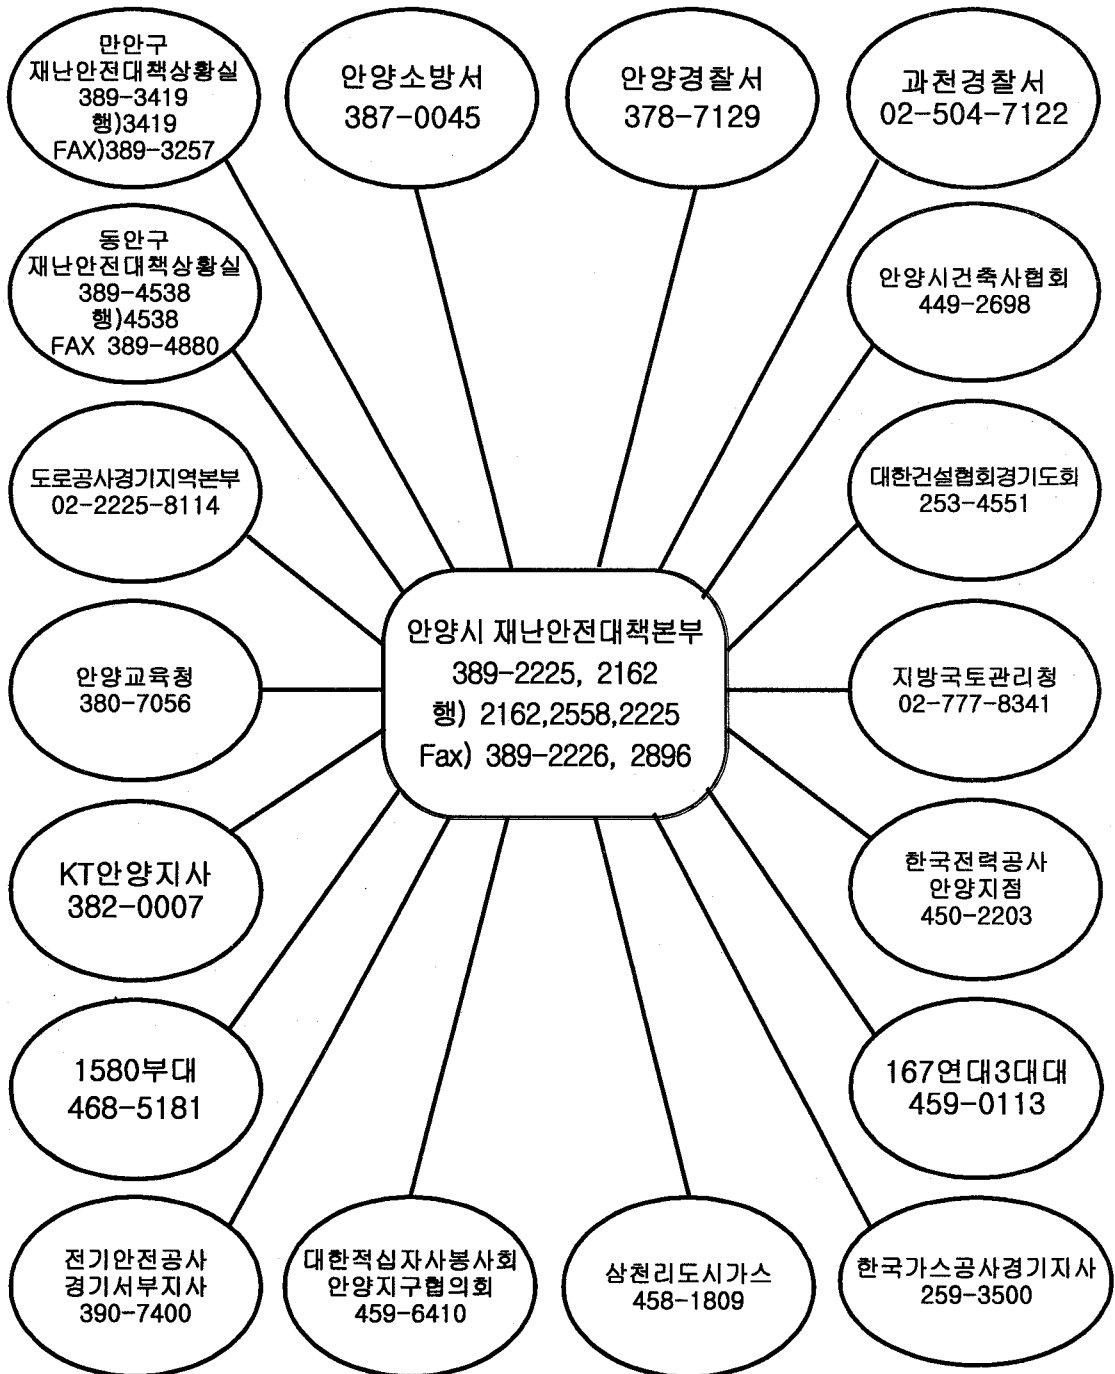 만안구
재난안전대책상황실
389-3419
행)3419
FAX)389-3257
안양소방서
387-0045
안양경찰서
378-7129
과천경찰서
02-504-7122
동안구
재난안전대책상황실
389-4538
행)4538
FAX 389-4880
안양시건축사협회
449-2698
도로공사경기지역본부
02-2225-8114
대한건설협회경기도회
253-4551
안양시 재난안전대책본부
389-2225, 2162
행) 2162,2558,2225
Fax) 389-2226, 2896
안양교육청
380-7056
지방국토관리청
02-777-8341
KT안양지사
382-0007
한국전력공사
안양지점
450-2203
1580부대
468-5181
167연대3대대
459-0113
전기안전공사
경기서부지사
390-7400
대한적십자사봉사회
안양지구협의회
459-6410
삼천리도시가스
458-1809
한국가스공사경기지사
259-3500